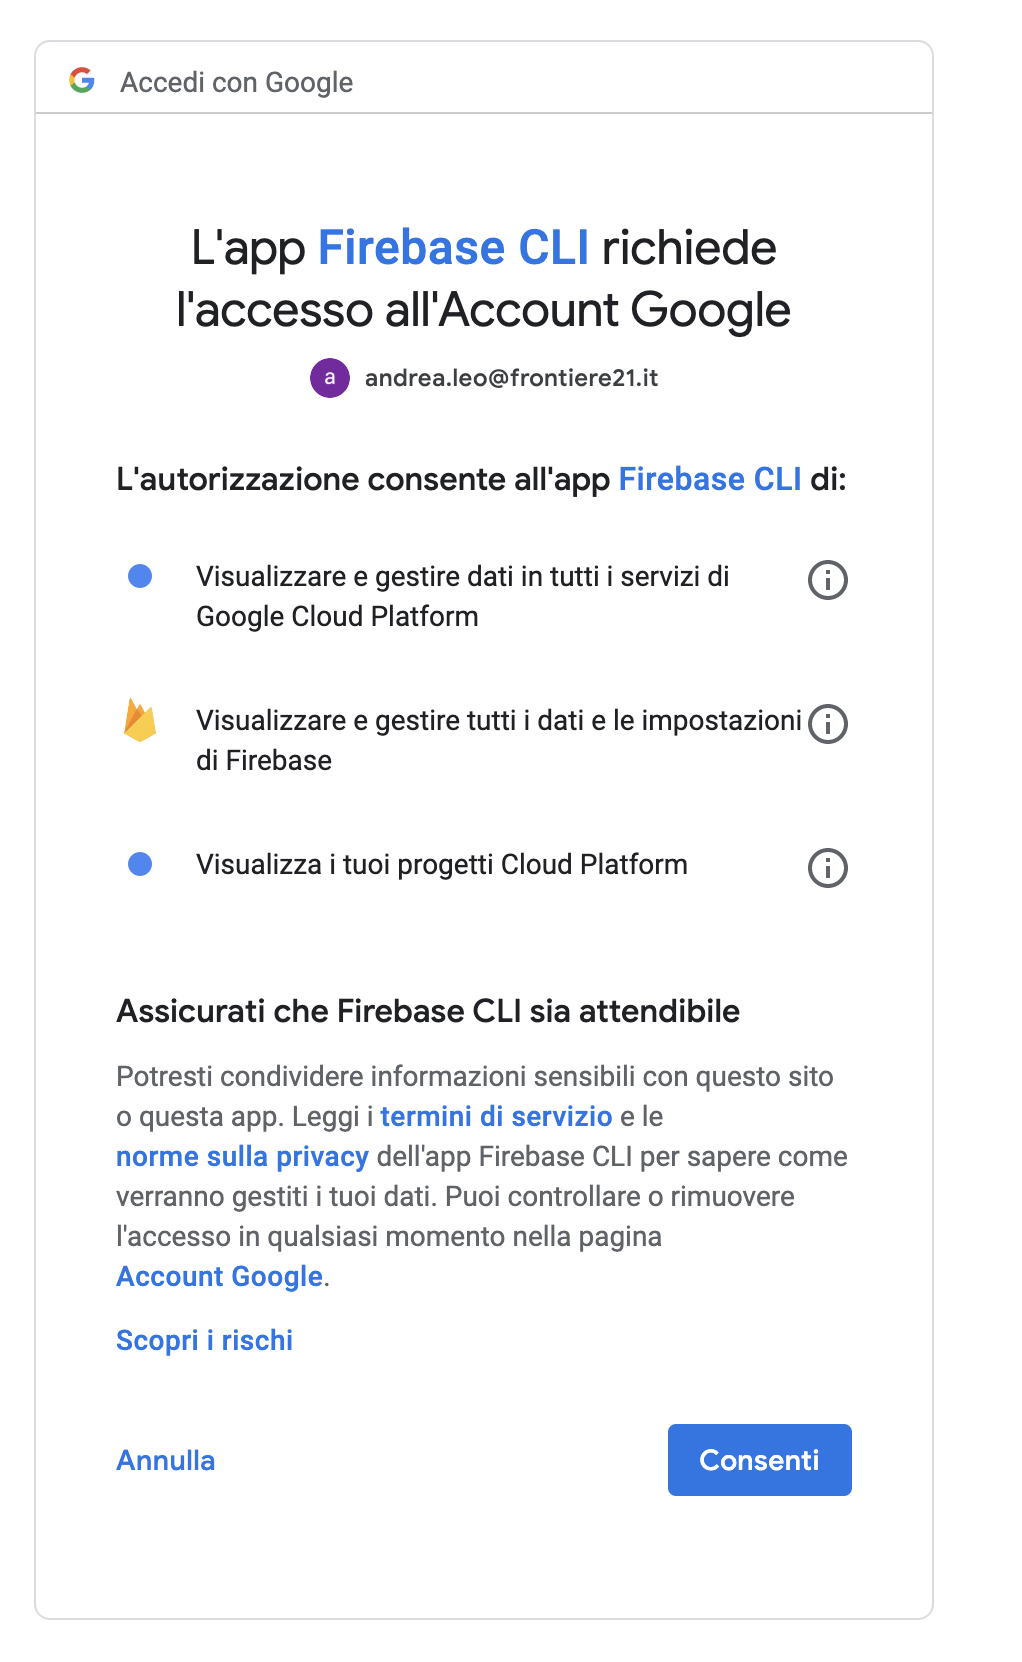 Accedi con Google
L'app Firebase CLI richiede
l'accesso all'Account Google
a andrea.leo@frontiere21.it
L'autorizzazione consente all'app Firebase CLI di:
Visualizzare e gestire dati in tutti i servizi di
Google Cloud Platform
Visualizzare e gestire tutti i dati e le impostazioni
di Firebase
Visualizza i tuoi progetti Cloud Platform
Assicurati che Firebase CLI sia attendibile
Potresti condividere informazioni sensibili con questo sito
o questa app. Leggi i termini di servizio e le
norme sulla privacy dell'app Firebase CLI per sapere come
verranno gestiti i tuoi dati. Puoi controllare o rimuovere
l'accesso in qualsiasi momento nella pagina
Account Google.
Scopri i rischi
Annulla
Consenti